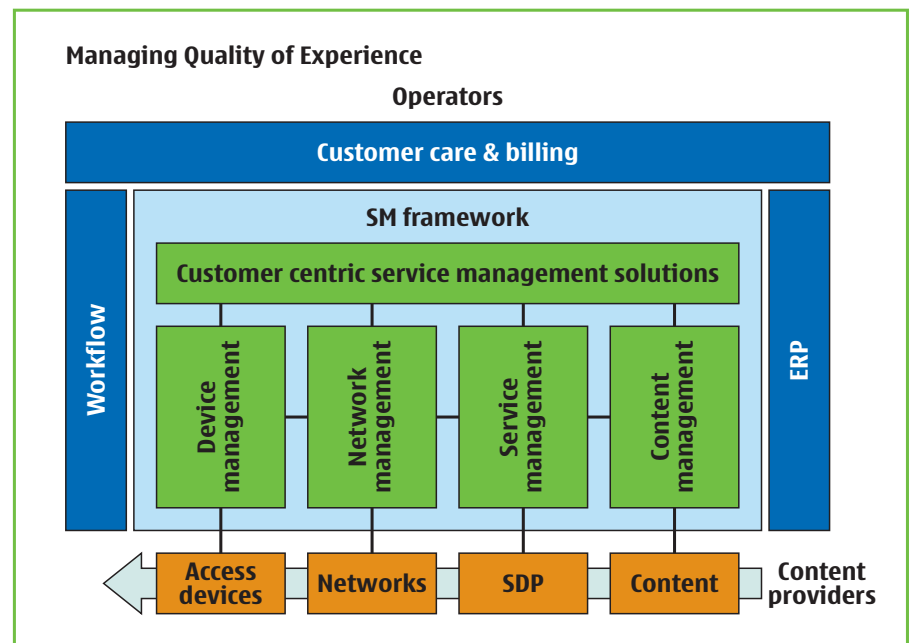 Managing Quality of Experience
Operators
Customer care & billing
Workflow
SM framework
Customer centric service management solutions
Device
management
Network
management
Service
management
Content
management
ERP
Access
devices
Networks
SDP
Content
Content
providers